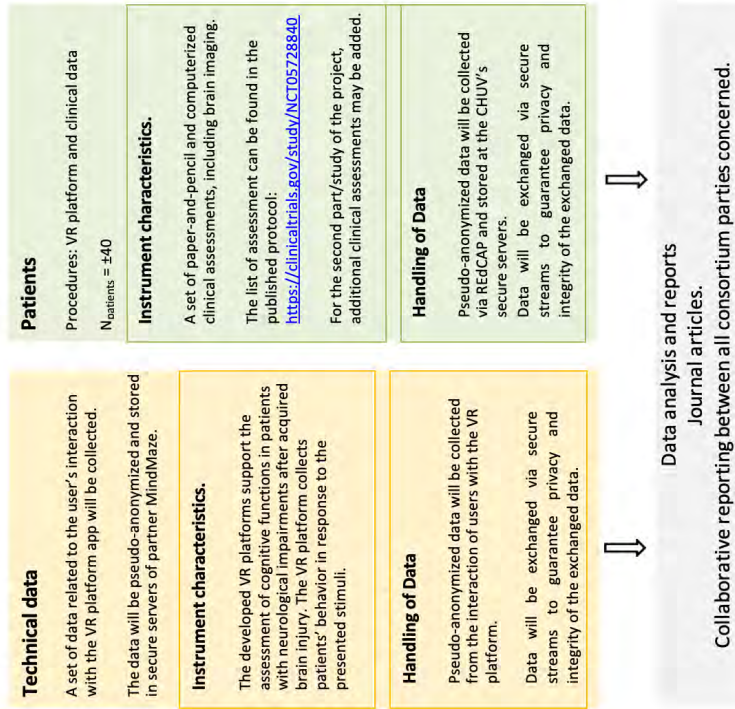 Technical data
A set of data related to the user's interaction
with the VR platform app will be collected.
The data will be pseudo-anonymized and stored
in secure servers of partner MindMaze.
Instrument characteristics.
The developed VR platforms support the
assessment of cognitive functions in patients
with neurological impairments after acquired
brain injury. The VR platform collects
patients' behavior in response to the
presented stimuli.
Handling of Data
Pseudo-anonymized data will be collected
from the interaction of users with the VR
platform.
Data will be exchanged via secure
streams to guarantee privacy and
integrity of the exchanged data.
Patients
Procedures: VR platform and clinical data
Npatients = ±40
Instrument characteristics.
A set of paper-and-pencil and computerized
clinical assessments, including brain imaging.
The list of assessment can be found in the
published protocol:
https://clinicaltrials.gov/study/NCT05728840
For the second part/study of the project,
additional clinical assessments may be added.
Handling of Data
Pseudo-anonymized data will be collected
via REdCAP and stored at the CHUV's
secure servers.
Data will be exchanged via secure
streams to guarantee privacy and
integrity of the exchanged data.
Data analysis and reports
Journal articles.
Collaborative reporting between all consortium parties concerned.